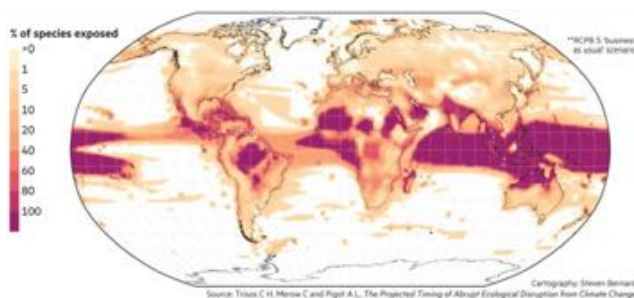 % of species exposed
>0
1
5
10
20
40
60
80
100
**RCP8.5 'business
as usual' scenario
Cartography: Steven Bernard
Source: Trisos C H, Merow C and Pigot A L, The Projected Timing of Abrupt Ecological Disruption from Climate Change